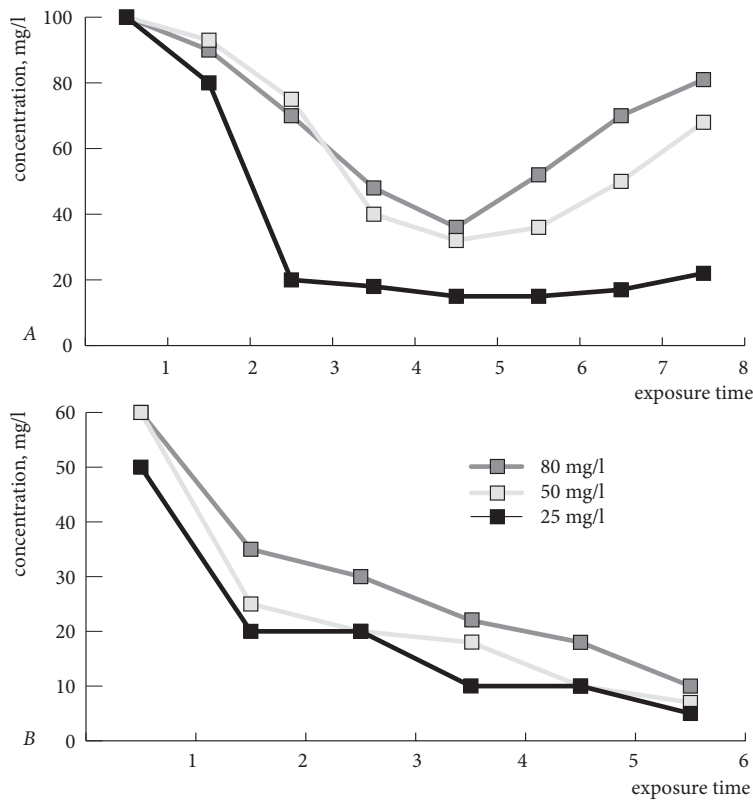 concentration, mg/l
100
80
60
40
20
0
A
1 2 3 4 5 6 7 8
exposure time
concentration, mg/l
60
50
40
30
20
10
0
80 mg/l
50 mg/l
25 mg/l
B
1 2 3 4 5 6
exposure time